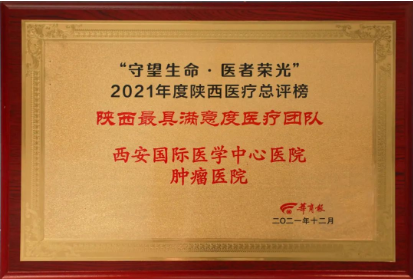 “守望生命·医者荣光”
2021年度陕西医疗总评榜
陕西最具满意度医疗团队
西安国际医学中心医院
肿瘤医院
华商报
二〇二一年十二月